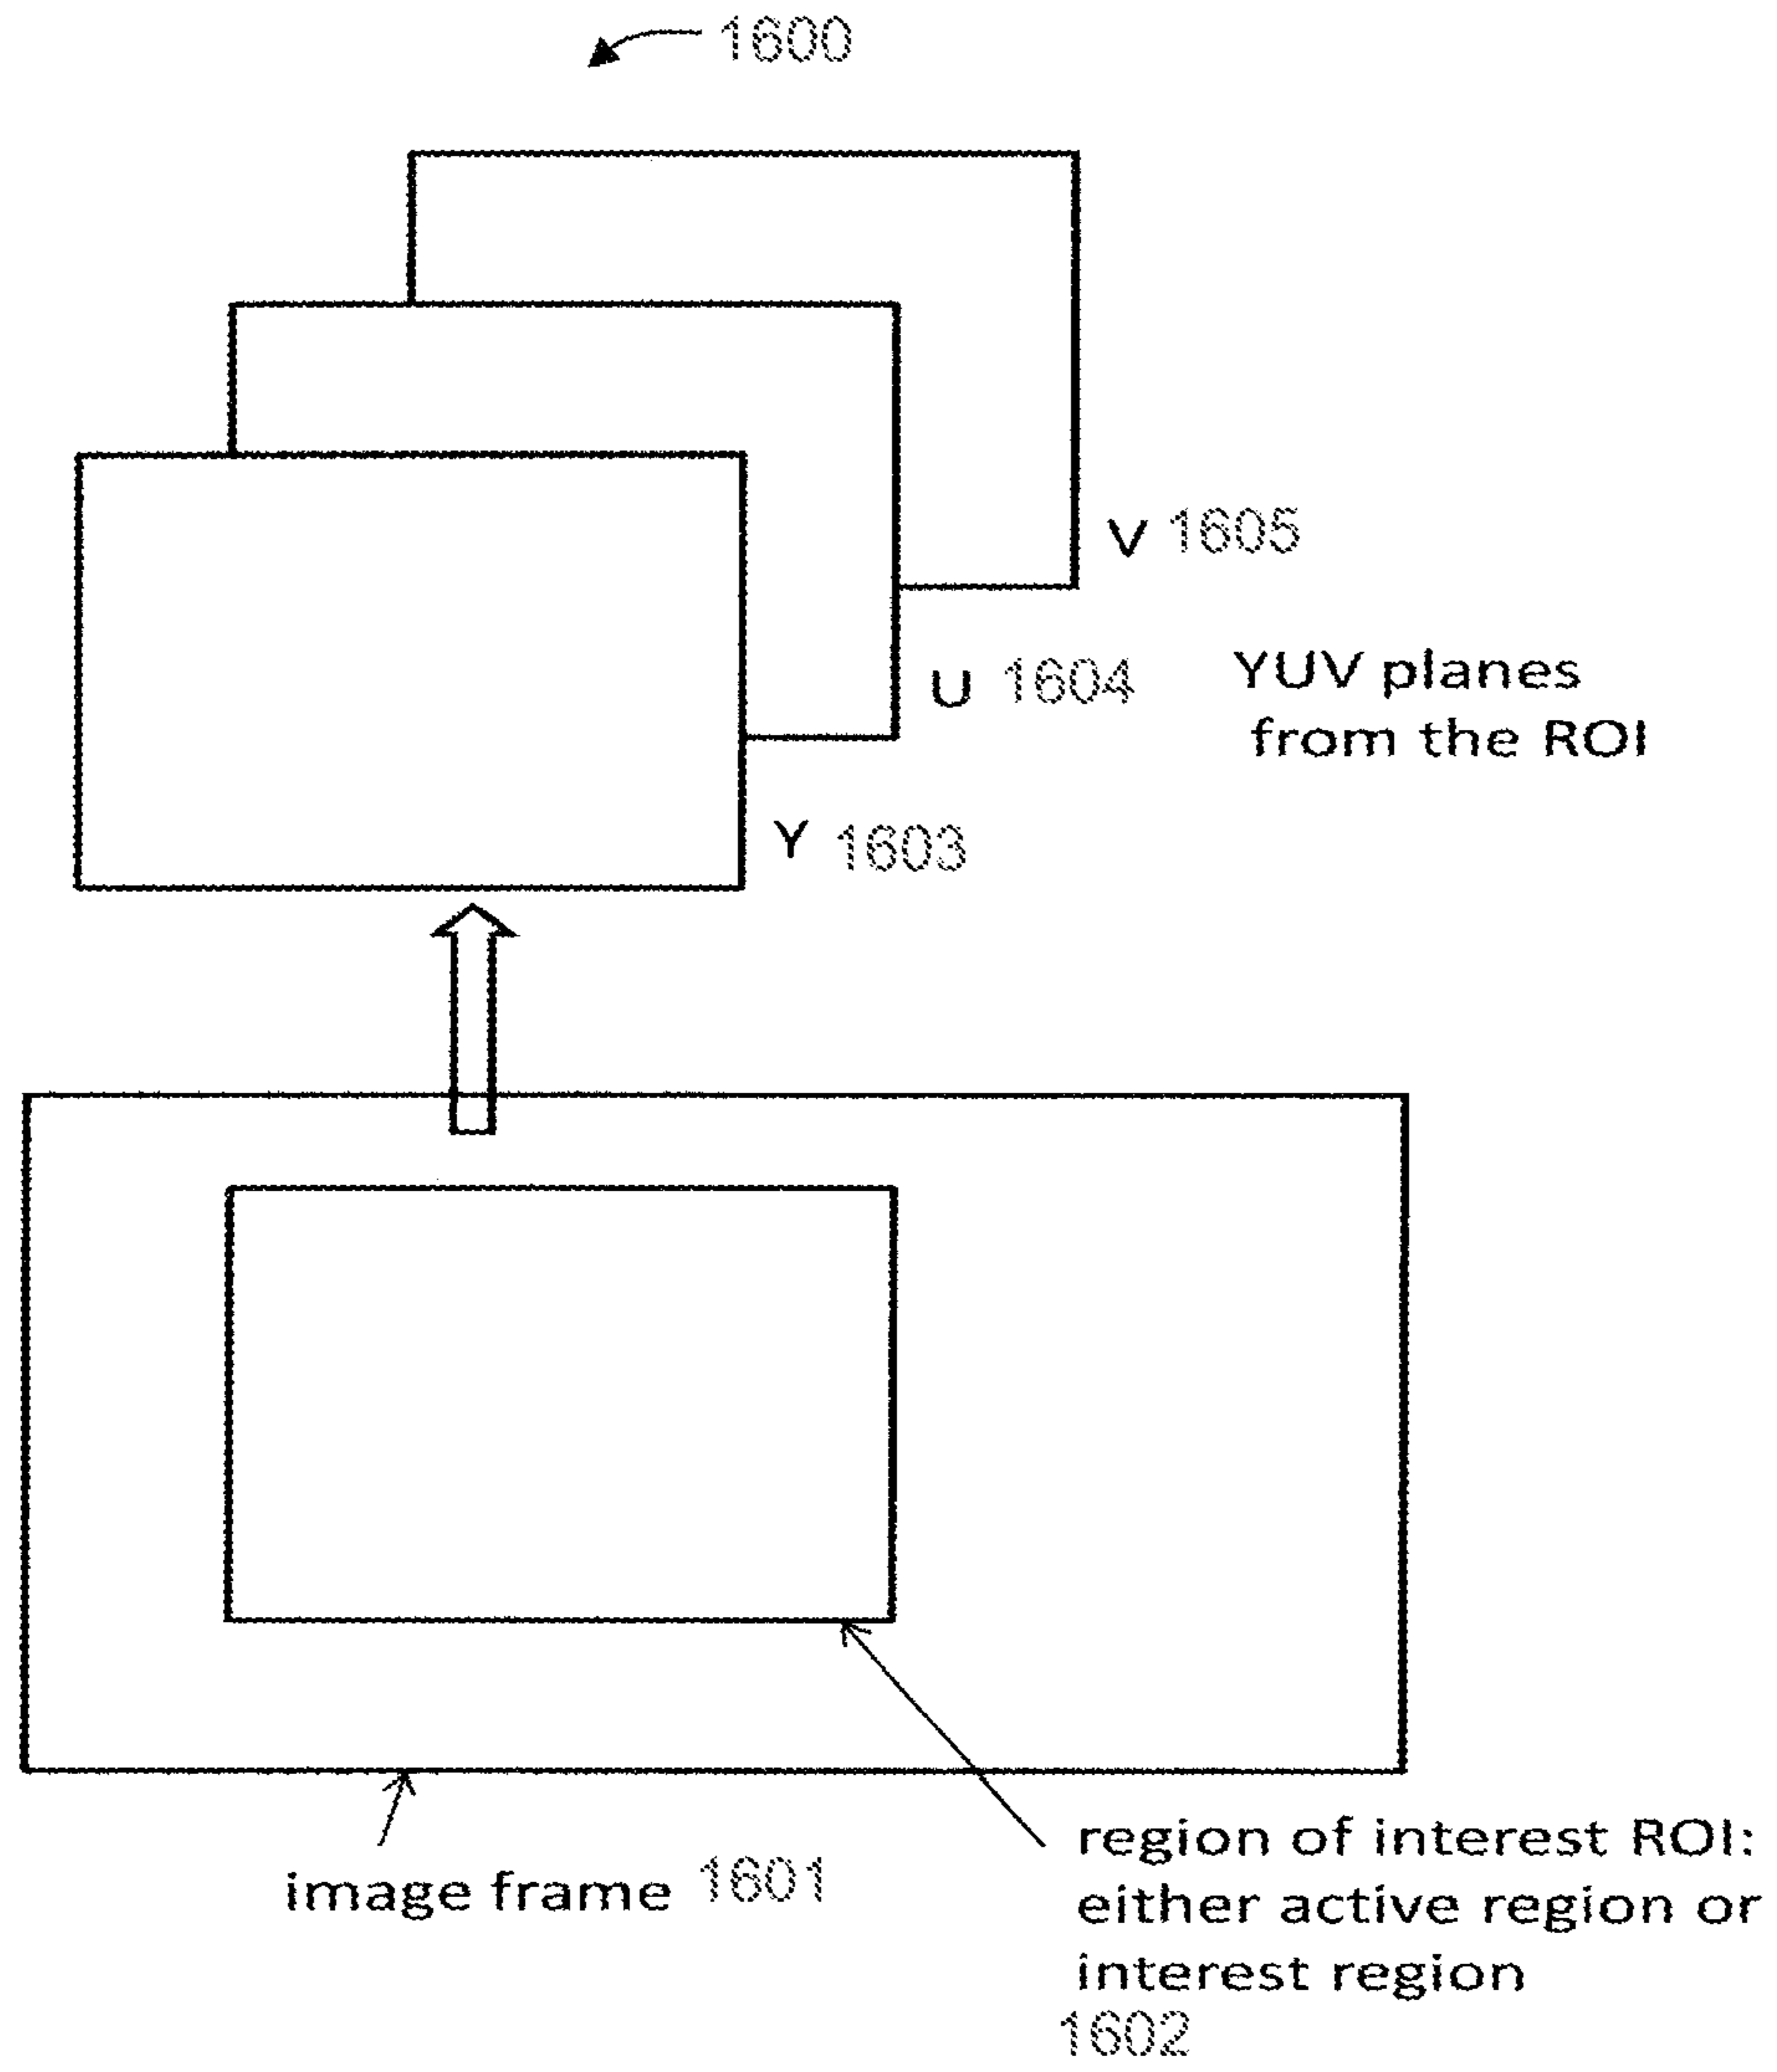 1600
V 1605
U 1604
YUV planes
from the ROI
Y 1603
image frame 1601
region of interest ROI:
either active region or
interest region
1602